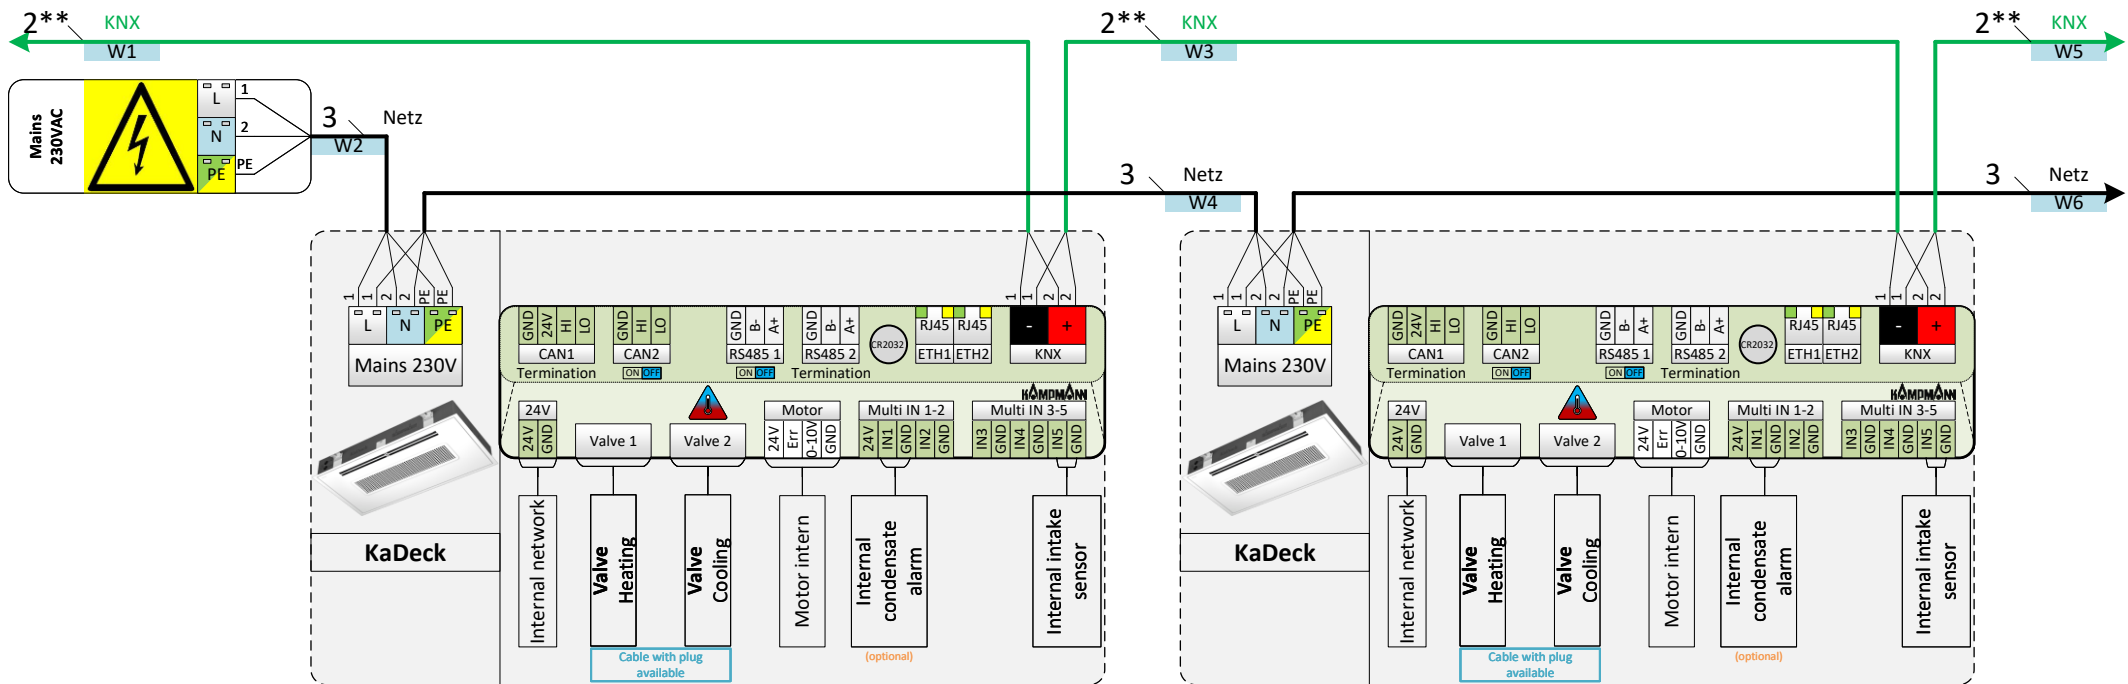 2** KNX
W1
2** KNX
W3
2** KNX
W5
Mains
230VAC
L
N
PE
1
2
PE
3 Netz
W2
3 Netz
W4
3 Netz
W6
1 1 2 2 PE PE
L N PE
Mains 230V
KaDeck
GND 24V HI LO
CAN1
GND HI LO
CAN2
GND B- A+
RS485 1
GND B- A+
RS485 2
CR2032
RJ45 RJ45
ETH1 ETH2
1 1 2 2
- +
KNX
Termination
ON OFF
ON OFF
Termination
KAMPMANN
24V
24V GND
Valve 1
Valve 2
Motor
24V Err 0-10V GND
Multi IN 1-2
24V IN1 GND IN2 GND
Multi IN 3-5
IN3 GND IN4 GND IN5 GND
Internal network
Valve
Heating
Valve
Cooling
Cable with plug
available
Motor intern
Internal
condensate
alarm
(optional)
Internal intake
sensor
1 1 2 2 PE PE
L N PE
Mains 230V
KaDeck
GND 24V HI LO
CAN1
GND HI LO
CAN2
GND B- A+
RS485 1
GND B- A+
RS485 2
CR2032
RJ45 RJ45
ETH1 ETH2
1 1 2 2
- +
KNX
Termination
ON OFF
ON OFF
Termination
KAMPMANN
24V
24V GND
Valve 1
Valve 2
Motor
24V Err 0-10V GND
Multi IN 1-2
24V IN1 GND IN2 GND
Multi IN 3-5
IN3 GND IN4 GND IN5 GND
Internal network
Valve
Heating
Valve
Cooling
Cable with plug
available
Motor intern
Internal
condensate
alarm
(optional)
Internal intake
sensor